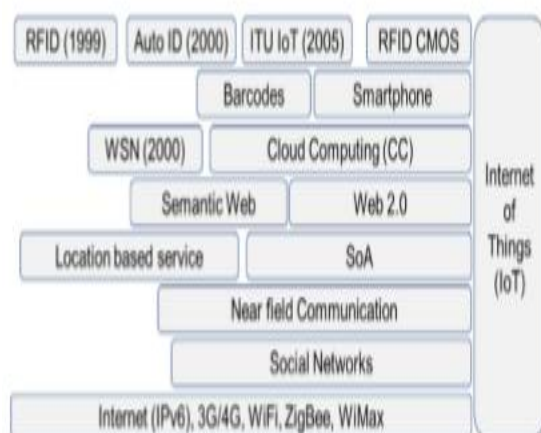 RFID (1999)
Auto ID (2000)
ITU IoT (2005)
RFID CMOS
Barcodes
Smartphone
WSN (2000)
Cloud Computing (CC)
Semantic Web
Web 2.0
Location based service
SoA
Near field Communication
Social Networks
Internet (IPv6), 3G/4G, WiFi, ZigBee, WiMax
Internet
of
Things
(IoT)